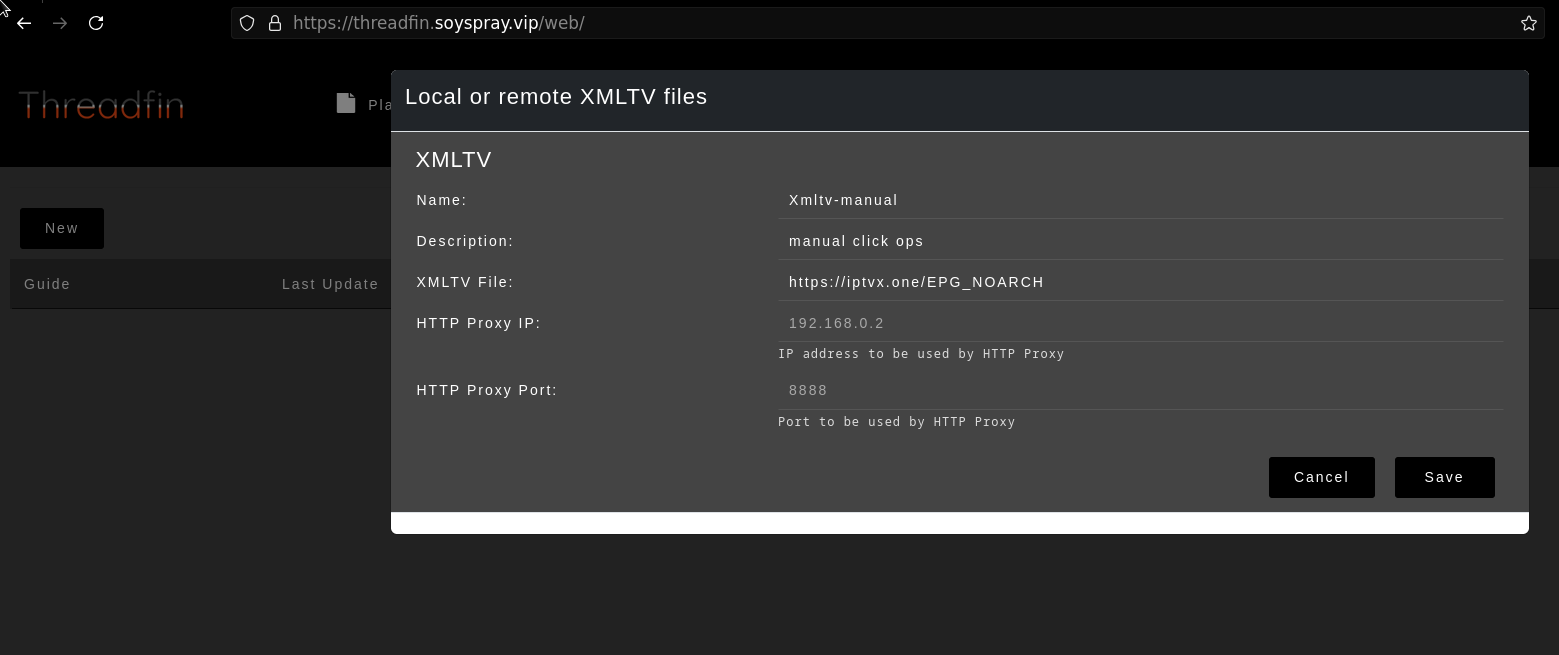 https://threadfin.soyspray.vip/web/
Threadfin
Pla
Local or remote XMLTV files
XMLTV
Name: Xmltv-manual
New
Description: manual click ops
Guide Last Update
XMLTV File: https://iptvx.one/EPG_NOARCH
HTTP Proxy IP: 192.168.0.2
IP address to be used by HTTP Proxy
HTTP Proxy Port: 8888
Port to be used by HTTP Proxy
Cancel Save